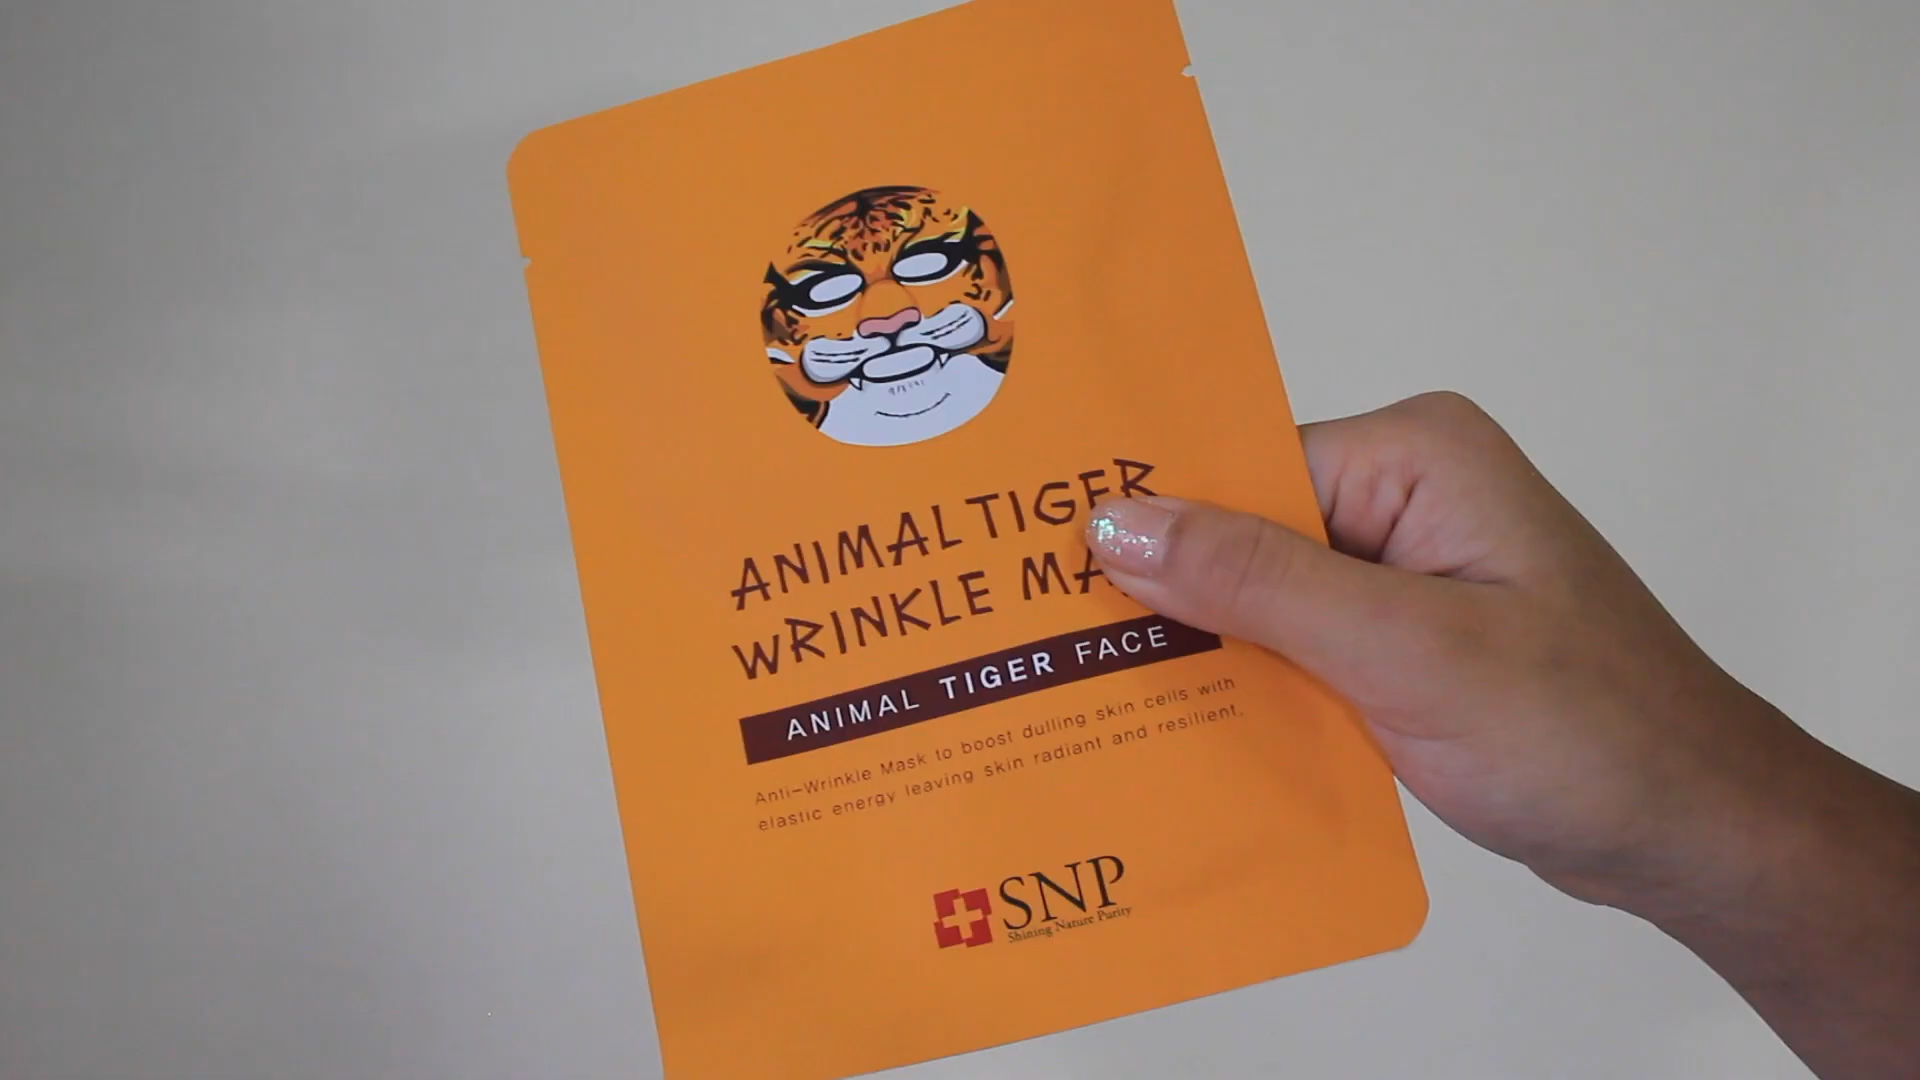 ANIMAL TIGER
WRINKLE MA
ANIMAL TIGER FACE
Anti-Wrinkle Mask to boost dulling skin cells with
elastic energy leaving skin radiant and resilient.
SNP
Shining Nature Purity